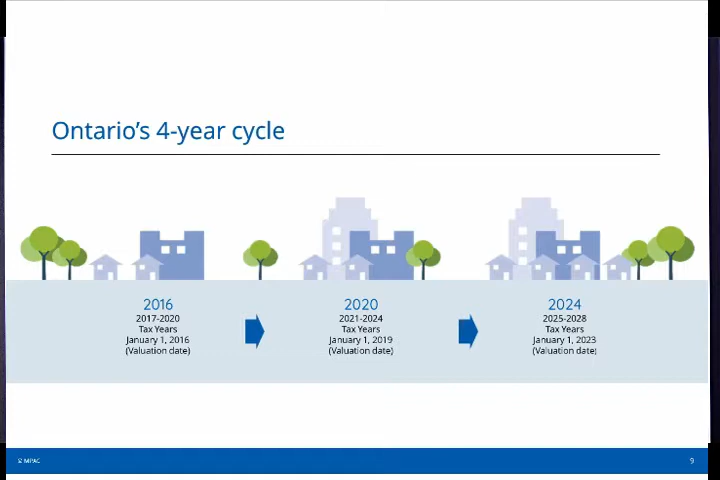 Ontario's 4-year cycle
2016
2017-2020
Tax Years
January 1, 2016
(Valuation date)
2020
2021-2024
Tax Years
January 1, 2019
(Valuation date)
2024
2025-2028
Tax Years
January 1, 2023
(Valuation date)
© MPAC
9